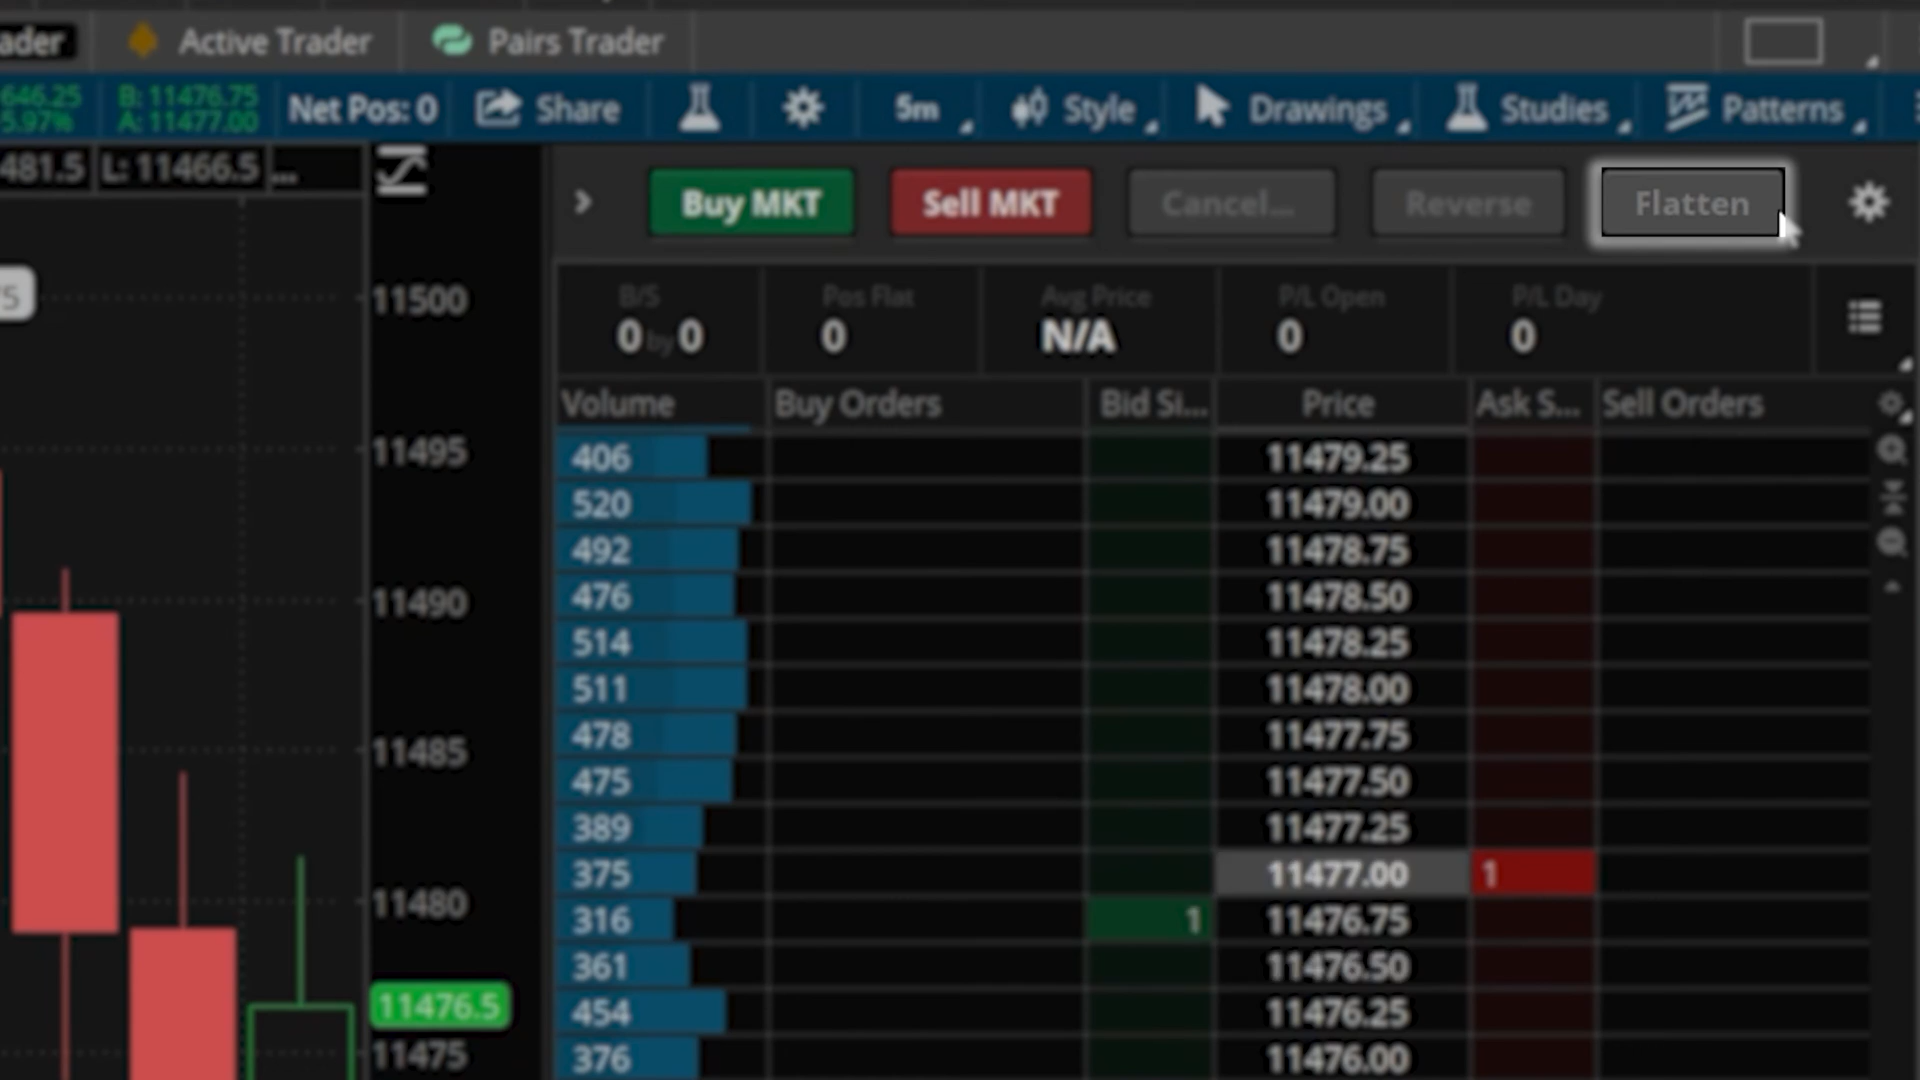 ader Active Trader Pairs Trader
646.25 B: 11476.75 Net Pos: 0 Share 5m Style Drawings Studies Patterns
5.97% A: 11477.00
481.5 L: 11466.5 ...
Buy MKT Sell MKT Cancel... Reverse Flatten
5
11500
11495
11490
11485
11480
11476.5
11475
B/S Pos Flat Avg Price P/L Open P/L Day
0 by 0 0 N/A 0 0
Volume Buy Orders Bid Si... Price Ask S... Sell Orders
406 11479.25
520 11479.00
492 11478.75
476 11478.50
514 11478.25
511 11478.00
478 11477.75
475 11477.50
389 11477.25
375 11477.00 1
316 1 11476.75
361 11476.50
454 11476.25
376 11476.00